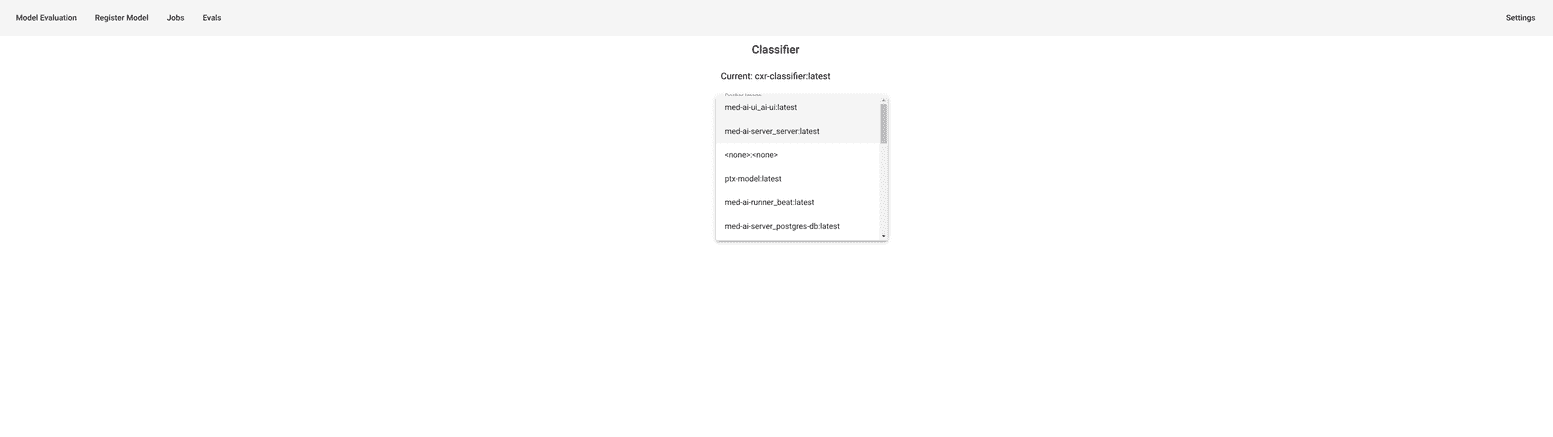 Model Evaluation Register Model Jobs Evals Settings
Classifier
Current: cxr-classifier:latest
Docker Image
med-ai-ui_ai-ui:latest
med-ai-server_server:latest
<none>:<none>
ptx-model:latest
med-ai-runner_beat:latest
med-ai-server_postgres-db:latest